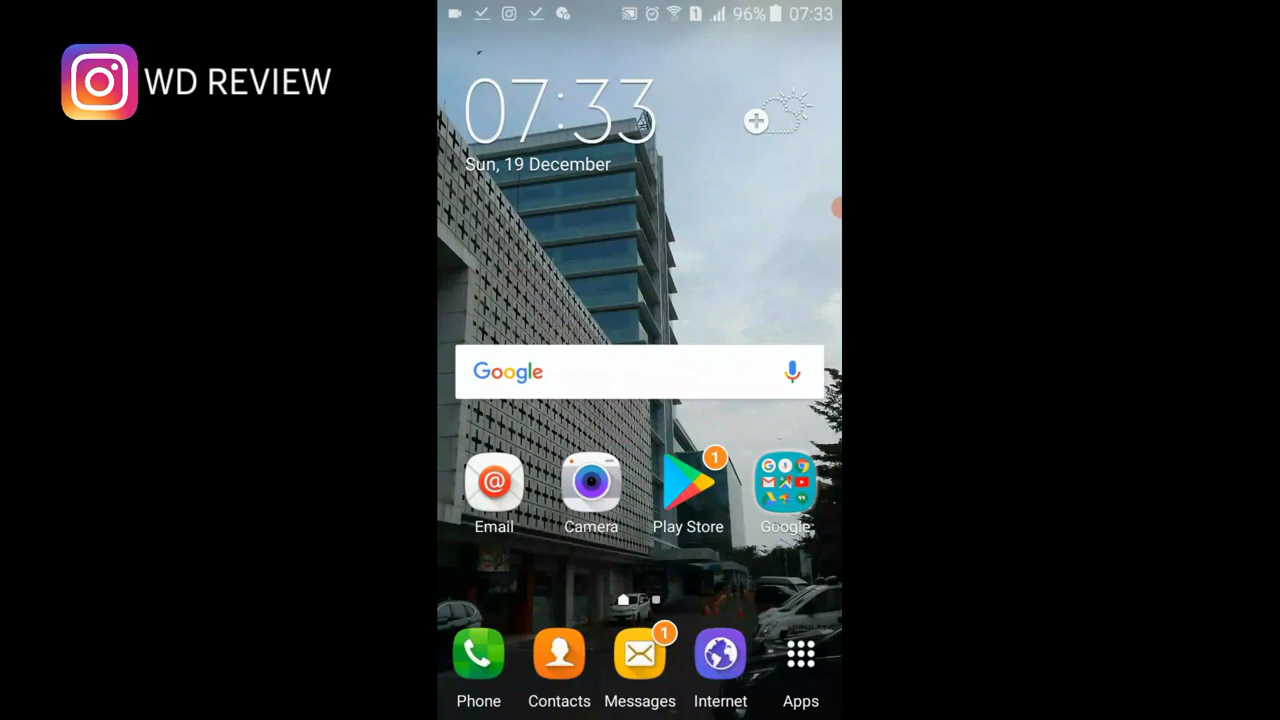 WD REVIEW
96% 07:33
07:33
Sun, 19 December
Google
1
Email Camera Play Store Google
1
Phone Contacts Messages Internet Apps